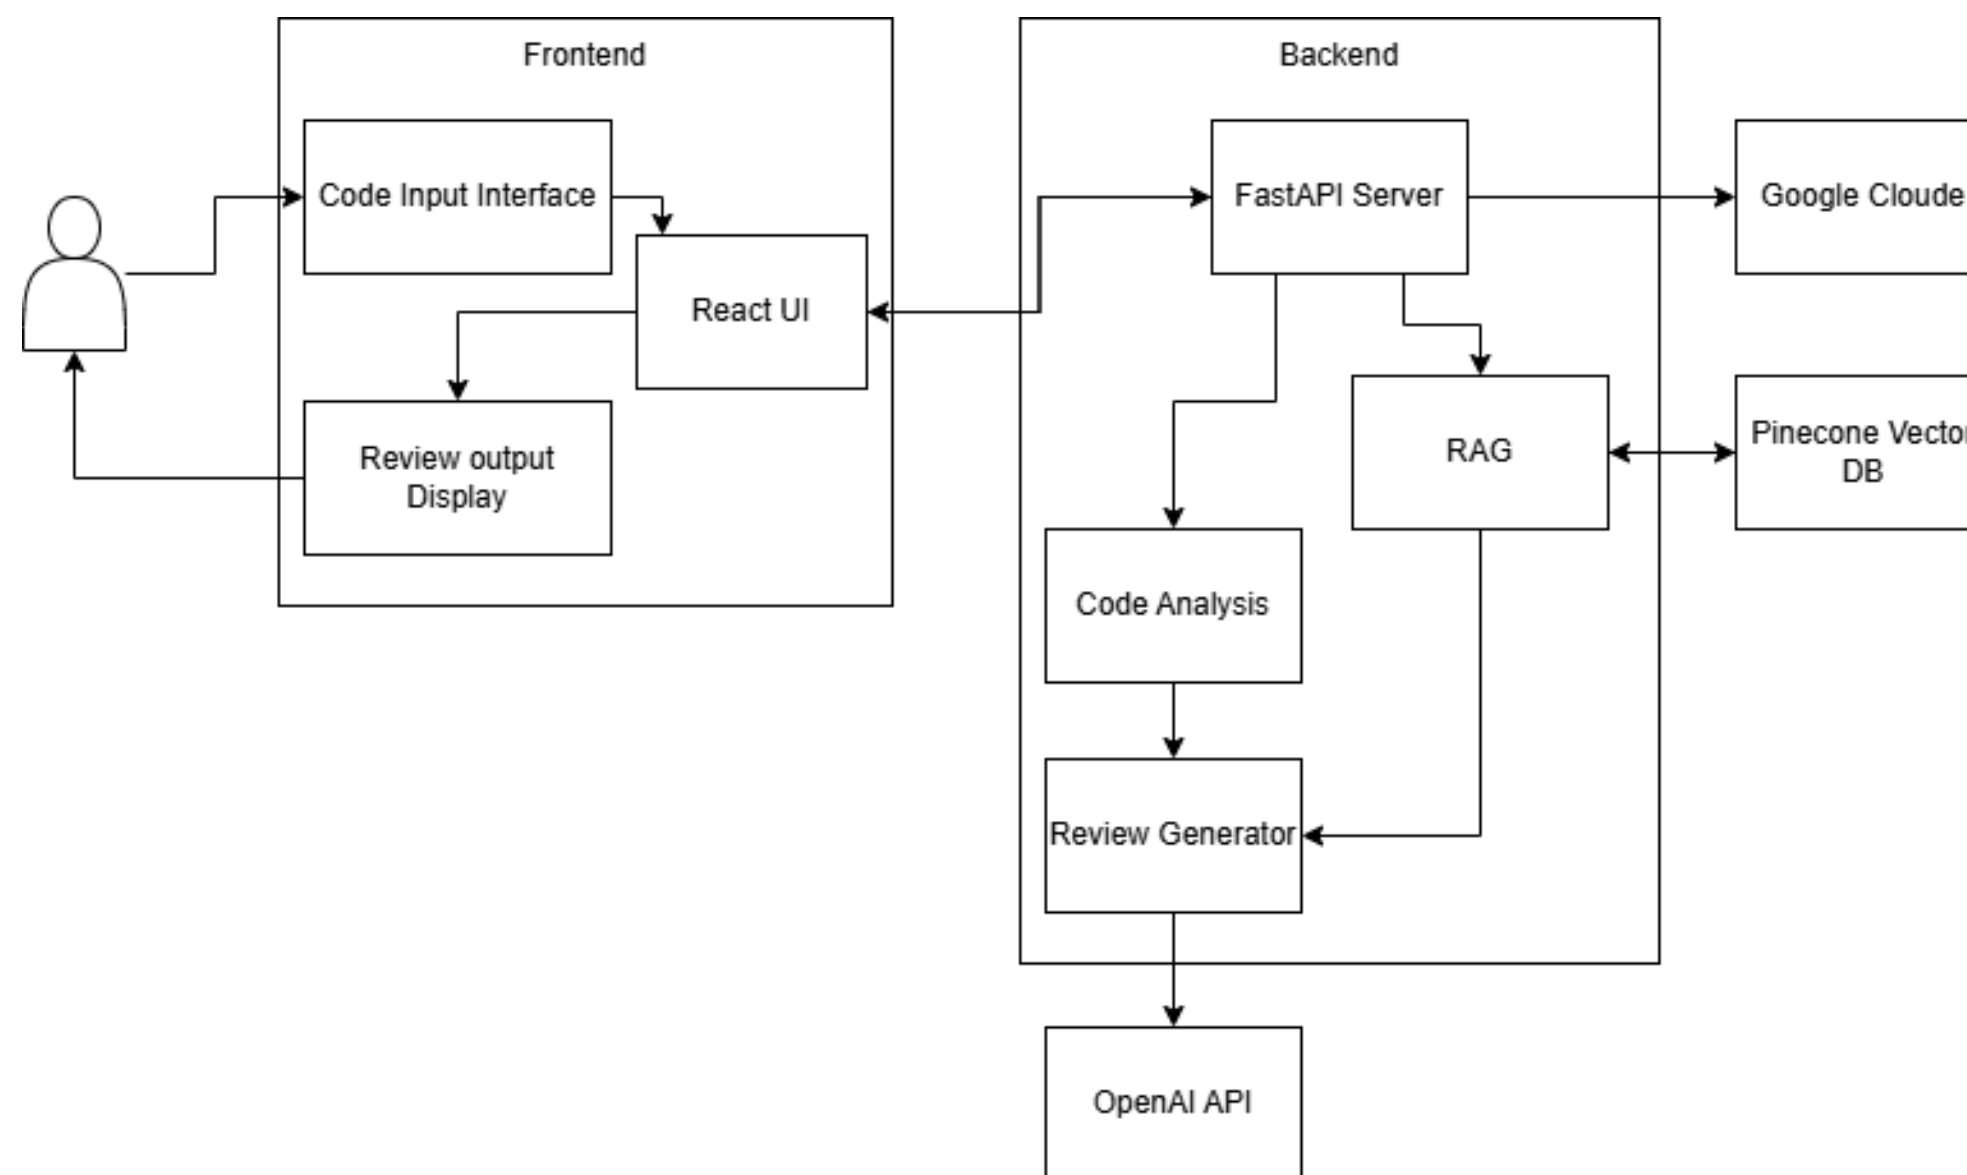 Frontend
Backend
Code Input Interface
FastAPI Server
Google Cloude
React UI
Review output
Display
RAG
Pinecone Vector
DB
Code Analysis
Review Generator
OpenAI API